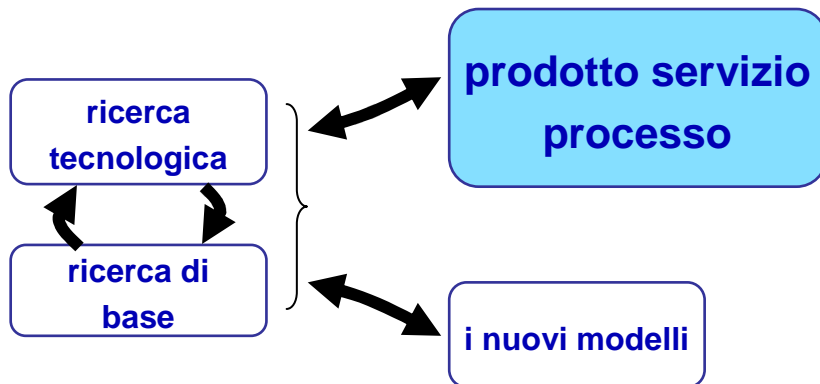 ricerca
tecnologica
ricerca di
base
prodotto servizio
processo
i nuovi modelli